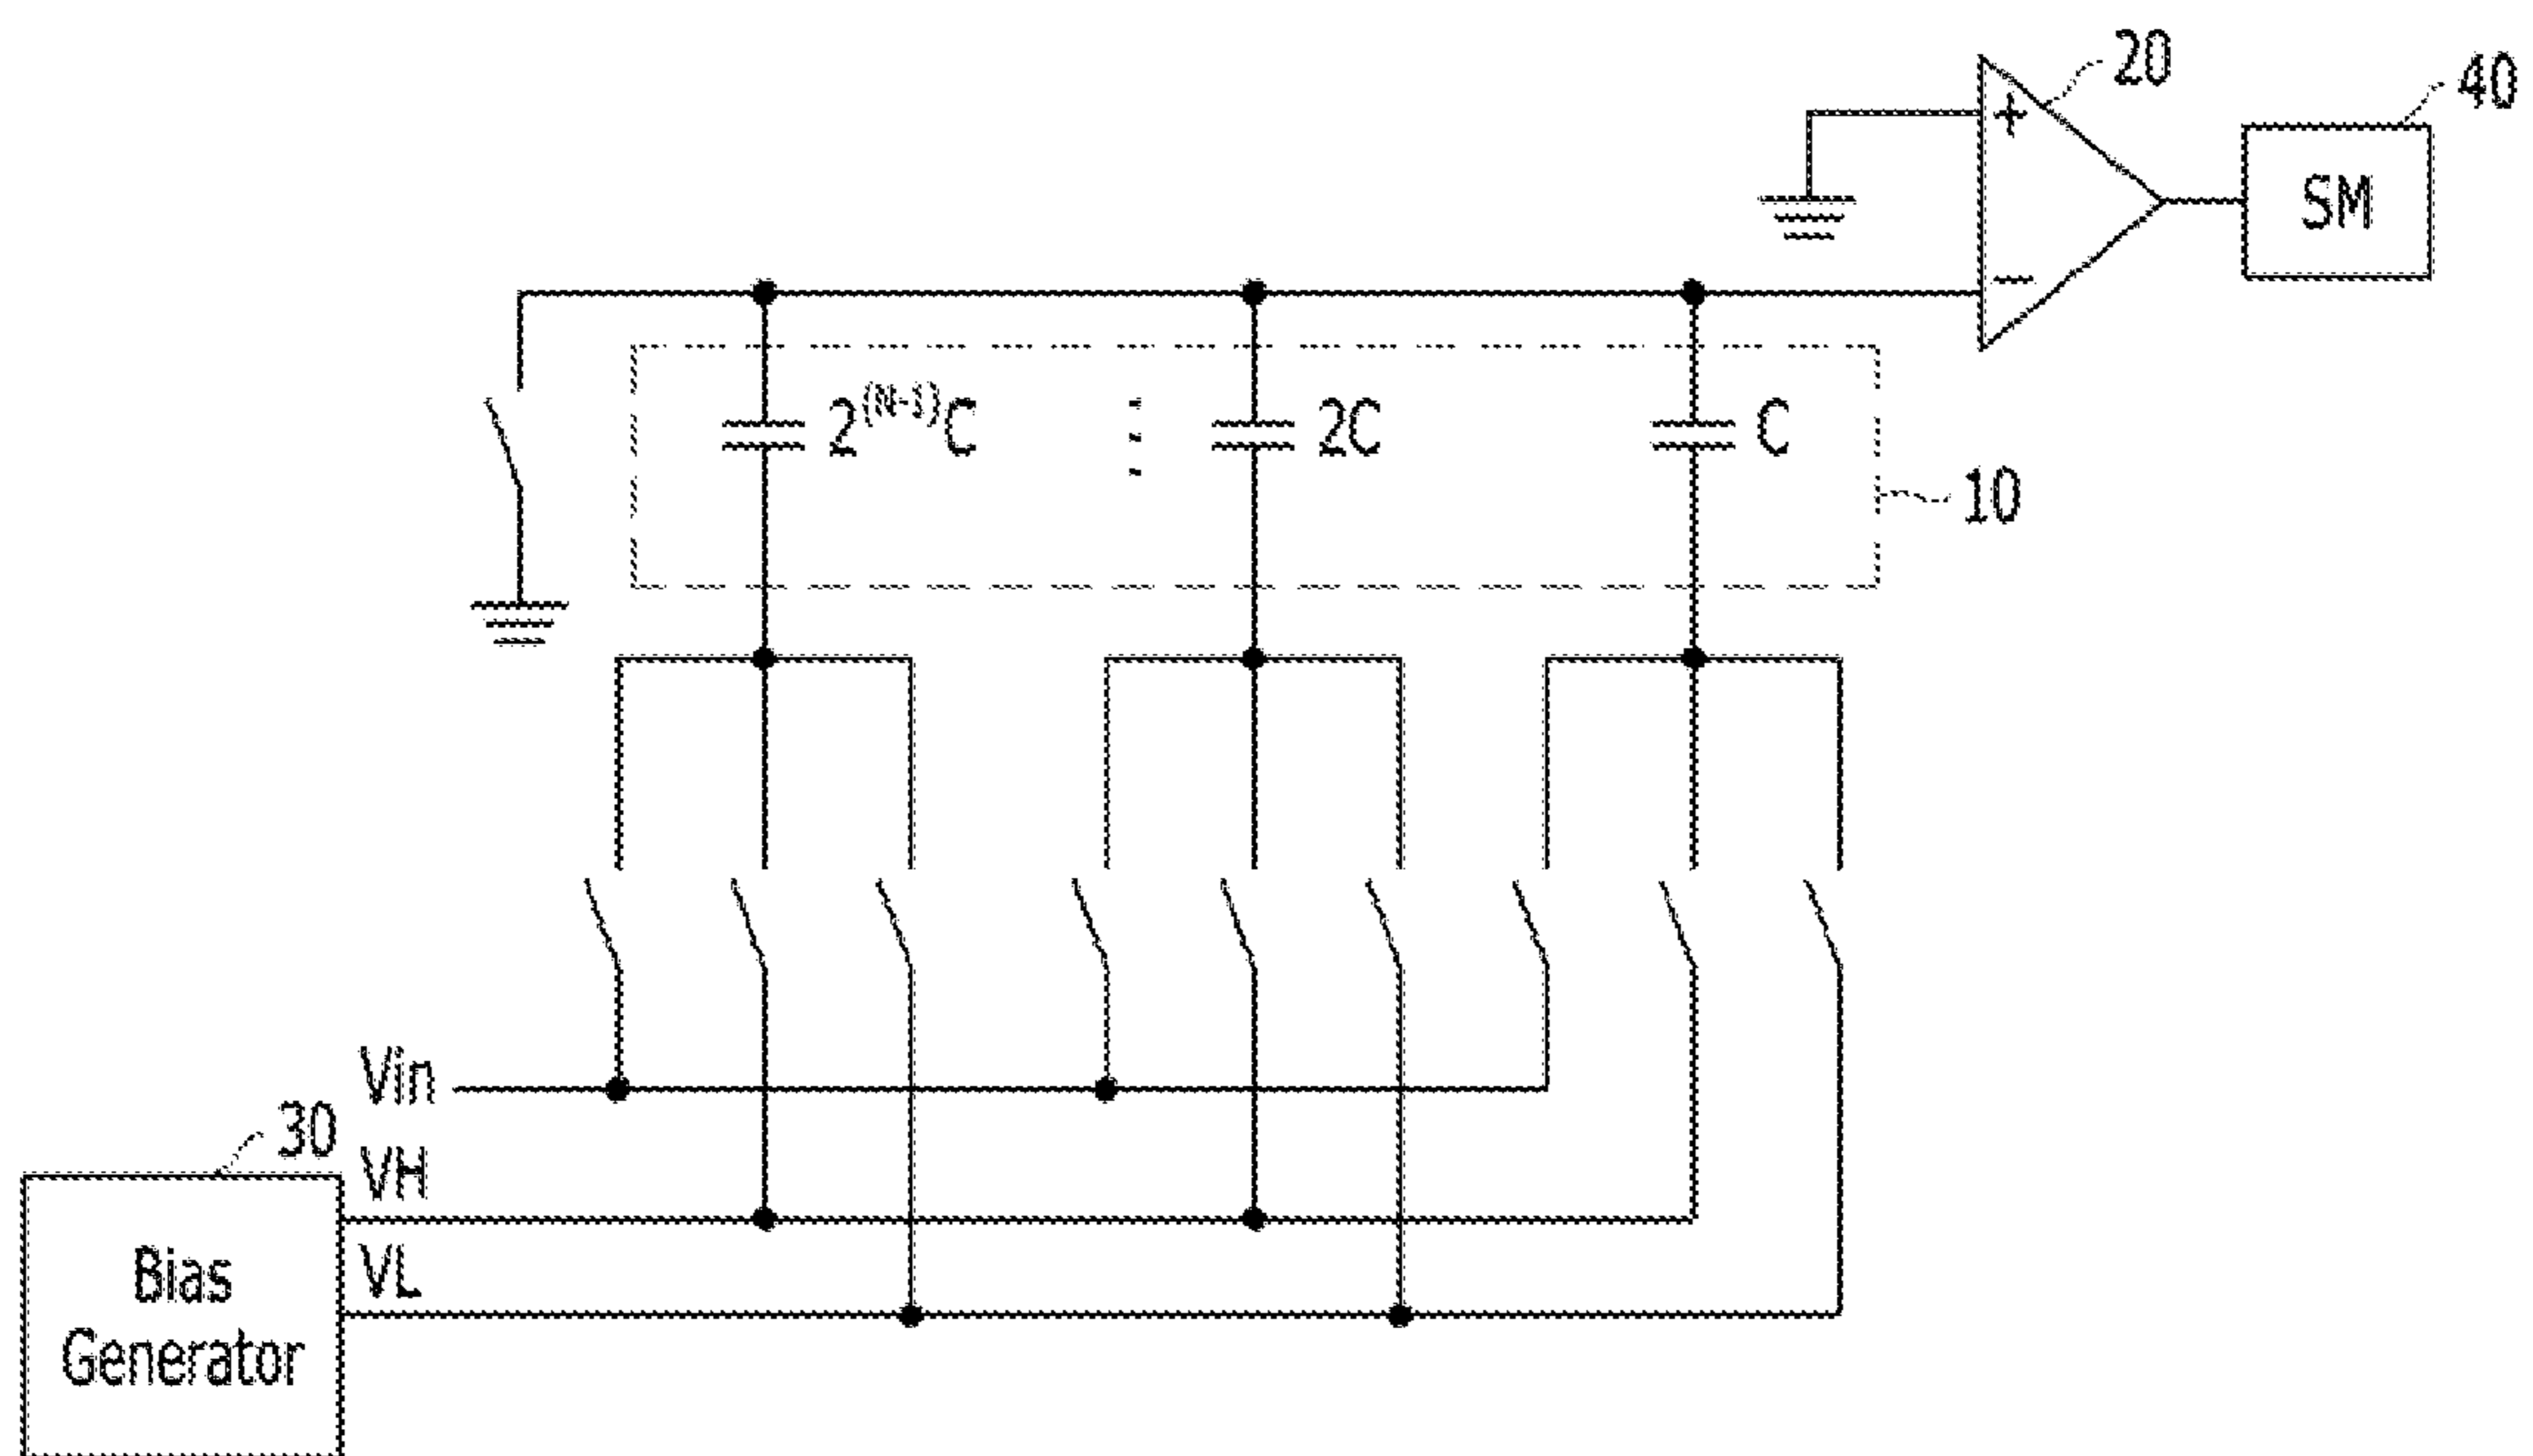 20
40
+
SM
−
2^(N-1)C
2C
C
10
Vin
30
VH
VL
Bias
Generator